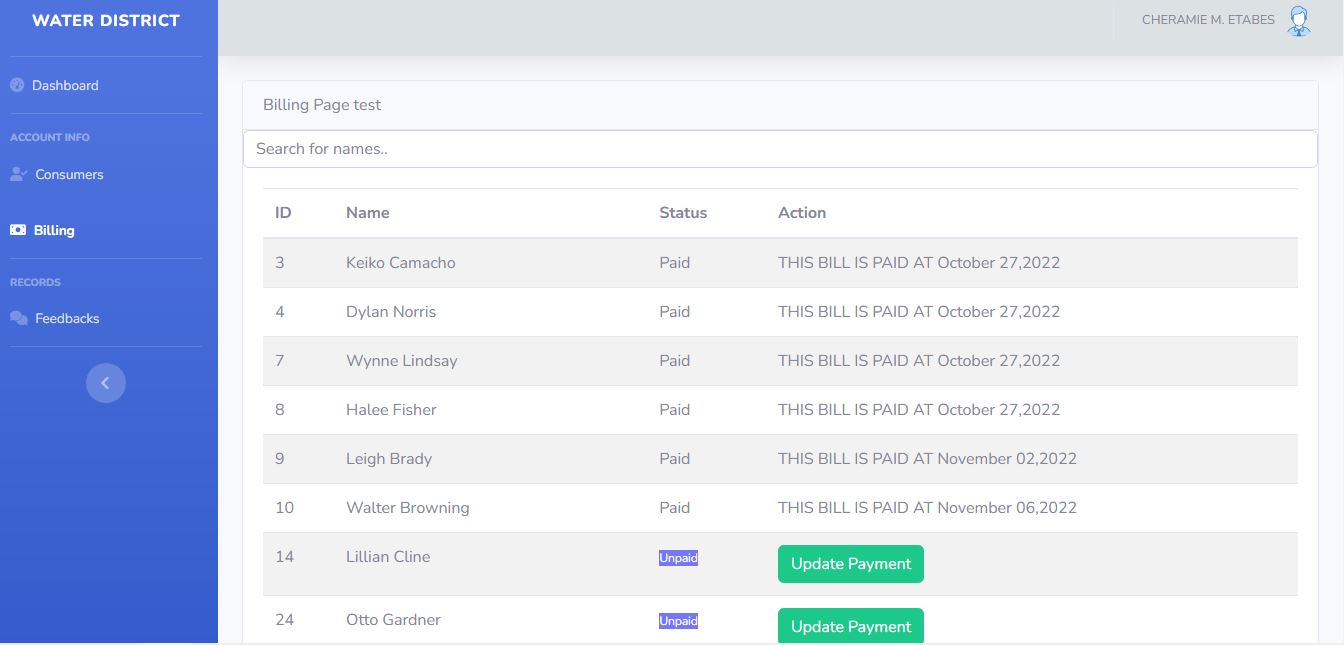 WATER DISTRICT
CHERAMIE M. ETABES
Dashboard
ACCOUNT INFO
Consumers
Billing
RECORDS
Feedbacks
Billing Page test
Search for names..
ID Name Status Action
3 Keiko Camacho Paid THIS BILL IS PAID AT October 27,2022
4 Dylan Norris Paid THIS BILL IS PAID AT October 27,2022
7 Wynne Lindsay Paid THIS BILL IS PAID AT October 27,2022
8 Halee Fisher Paid THIS BILL IS PAID AT October 27,2022
9 Leigh Brady Paid THIS BILL IS PAID AT November 02,2022
10 Walter Browning Paid THIS BILL IS PAID AT November 06,2022
14 Lillian Cline Unpaid Update Payment
24 Otto Gardner Unpaid Update Payment